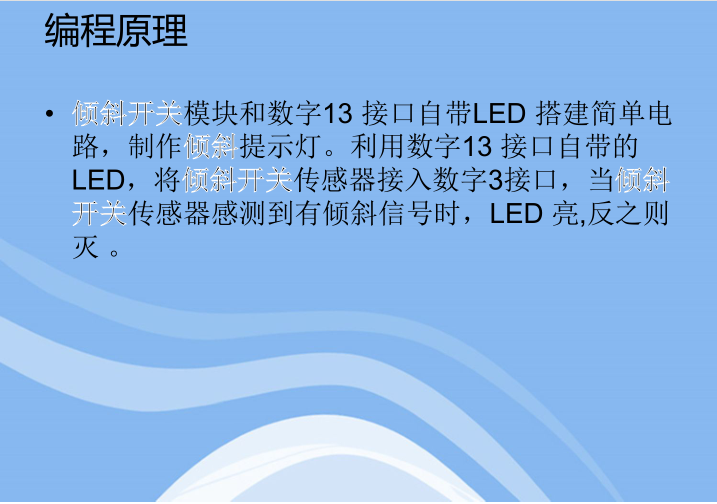 编程原理
• 倾斜开关模块和数字13 接口自带LED 搭建简单电
路，制作倾斜提示灯。利用数字13 接口自带的
LED，将倾斜开关传感器接入数字3接口，当倾斜
开关传感器感测到有倾斜信号时，LED 亮,反之则
灭 。